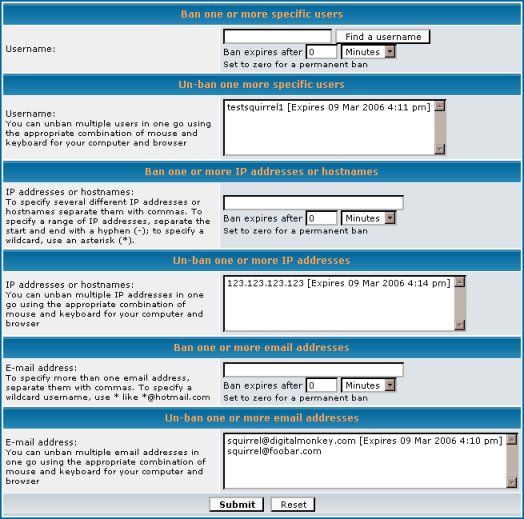 Ban one or more specific users
Username:
Find a username
Ban expires after 0 Minutes
Set to zero for a permanent ban
Un-ban one more specific users
Username:
You can unban multiple users in one go using
the appropriate combination of mouse and
keyboard for your computer and browser
testsquirrel1 [Expires 09 Mar 2006 4:11 pm]
Ban one or more IP addresses or hostnames
IP addresses or hostnames:
To specify several different IP addresses or
hostnames separate them with commas. To
specify a range of IP addresses, separate the
start and end with a hyphen (-); to specify a
wildcard, use an asterisk (*).
Ban expires after 0 Minutes
Set to zero for a permanent ban
Un-ban one or more IP addresses
IP addresses or hostnames:
You can unban multiple IP addresses in one
go using the appropriate combination of
mouse and keyboard for your computer and
browser
123.123.123.123 [Expires 09 Mar 2006 4:14 pm]
Ban one or more email addresses
E-mail address:
To specify more than one email address,
separate them with commas. To specify a
wildcard username, use * like *@hotmail.com
Ban expires after 0 Minutes
Set to zero for a permanent ban
Un-ban one or more email addresses
E-mail address:
You can unban multiple email addresses in
one go using the appropriate combination of
mouse and keyboard for your computer and
browser
squirrel@digitalmonkey.com [Expires 09 Mar 2006 4:10 pm]
squirrel@foobar.com
Submit Reset